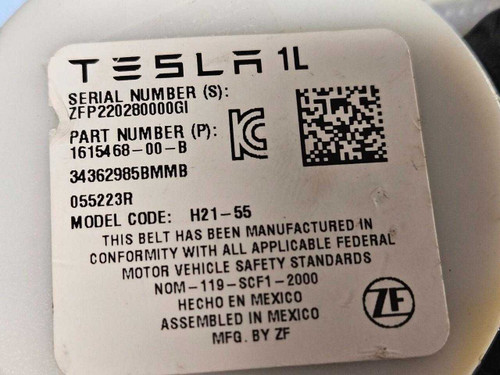 TESLA 1L
SERIAL NUMBER (S):
ZFP220280000GI
PART NUMBER (P):
1615468-00-B
34362985BMMB
055223R
MODEL CODE: H21-55
THIS BELT HAS BEEN MANUFACTURED IN
CONFORMITY WITH ALL APPLICABLE FEDERAL
MOTOR VEHICLE SAFETY STANDARDS
NOM-119-SCF1-2000
HECHO EN MEXICO
ASSEMBLED IN MEXICO
MFG. BY ZF
KC
ZF